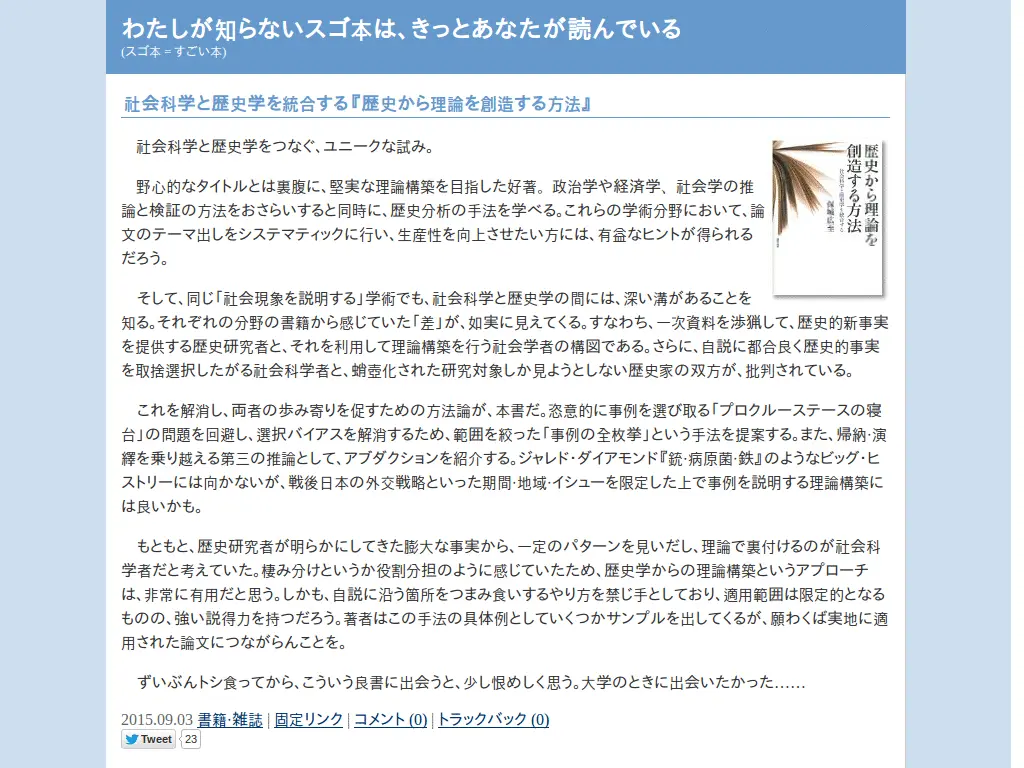 わたしが知らないスゴ本は、きっとあなたが読んでいる
(スゴ本 = すごい本)
社会科学と歴史学を統合する『歴史から理論を創造する方法』
社会科学と歴史学をつなぐ、ユニークな試み。
野心的なタイトルとは裏腹に、堅実な理論構築を目指した好著。政治学や経済学、社会学の推
論と検証の方法をおさらいすると同時に、歴史分析の手法を学べる。これらの学術分野において、論
文のテーマ出しをシステマティックに行い、生産性を向上させたい方には、有益なヒントが得られる
だろう。
歴史から理論を
創造する方法
社会科学と歴史学を統合する
保城広至
そして、同じ「社会現象を説明する」学術でも、社会科学と歴史学の間には、深い溝があることを
知る。それぞれの分野の書籍から感じていた「差」が、如実に見えてくる。すなわち、一次資料を渉猟して、歴史的新事実
を提供する歴史研究者と、それを利用して理論構築を行う社会学者の構図である。さらに、自説に都合良く歴史的事実
を取捨選択したがる社会科学者と、蛸壺化された研究対象しか見ようとしない歴史家の双方が、批判されている。
これを解消し、両者の歩み寄りを促すための方法論が、本書だ。恣意的に事例を選び取る「プロクルーステースの寝
台」の問題を回避し、選択バイアスを解消するため、範囲を絞った「事例の全枚挙」という手法を提案する。また、帰納·演
繹を乗り越える第三の推論として、アブダクションを紹介する。ジャレド·ダイアモンド『銃·病原菌·鉄』のようなビッグ·ヒ
ストリーには向かないが、戦後日本の外交戦略といった期間·地域·イシューを限定した上で事例を説明する理論構築に
は良いかも。
もともと、歴史研究者が明らかにしてきた膨大な事実から、一定のパターンを見いだし、理論で裏付けるのが社会科
学者だと考えていた。棲み分けというか役割分担のように感じていたため、歴史学からの理論構築というアプローチ
は、非常に有用だと思う。しかも、自説に沿う箇所をつまみ食いするやり方を禁じ手としており、適用範囲は限定的となる
ものの、強い説得力を持つだろう。著者はこの手法の具体例としていくつかサンプルを出してくるが、願わくば実地に適
用された論文につながらんことを。
ずいぶんトシ食ってから、こういう良書に出会うと、少し恨めしく思う。大学のときに出会いたかった……
2015.09.03 書籍·雑誌 | 固定リンク | コメント (0) | トラックバック (0)
Tweet 23